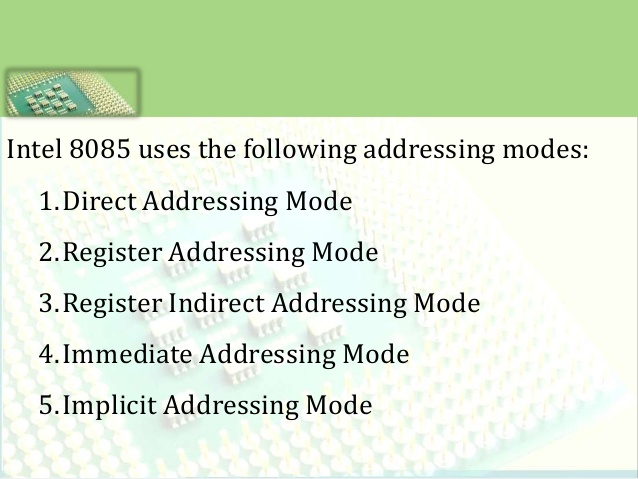 Intel 8085 uses the following addressing modes:
1.Direct Addressing Mode
2.Register Addressing Mode
3.Register Indirect Addressing Mode
4.Immediate Addressing Mode
5.Implicit Addressing Mode